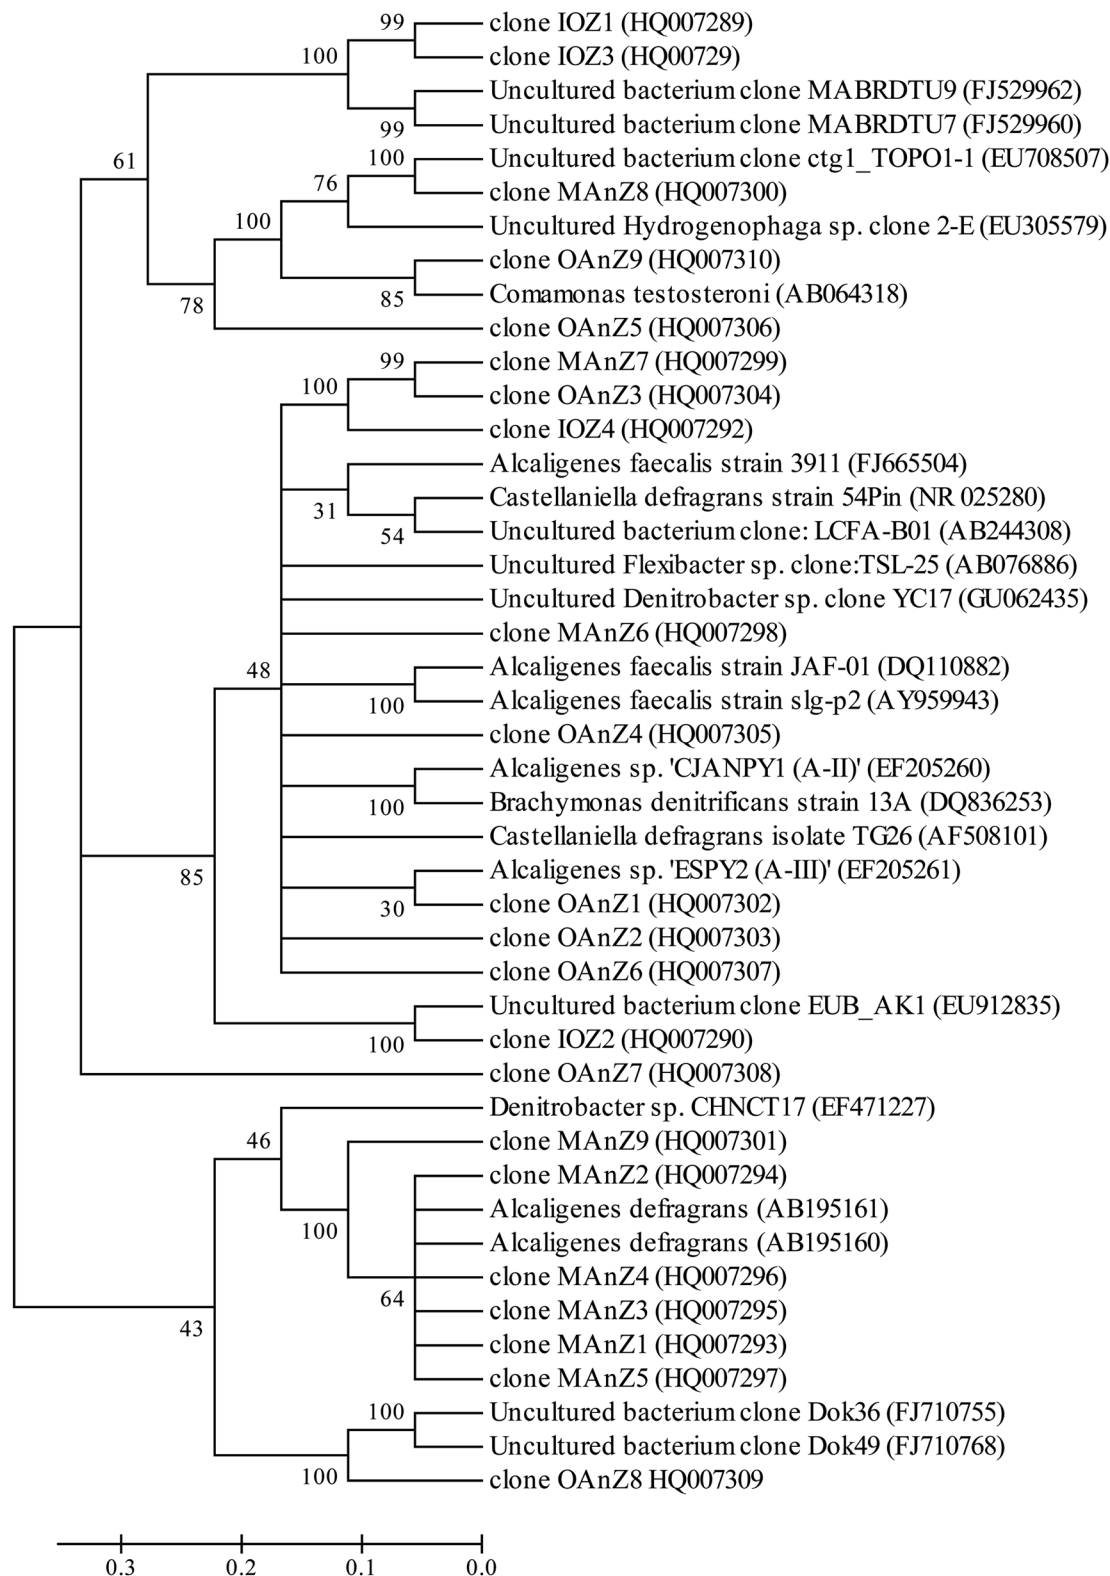 99
clone IOZ1 (HQ007289)
clone IOZ3 (HQ00729)
100
Uncultured bacterium clone MABRDTU9 (FJ529962)
99
Uncultured bacterium clone MABRDTU7 (FJ529960)
61
100
Uncultured bacterium clone ctg1_TOPO1-1 (EU708507)
76
clone MAnZ8 (HQ007300)
100
Uncultured Hydrogenophaga sp. clone 2-E (EU305579)
clone OAnZ9 (HQ007310)
78
85
Comamonas testosteroni (AB064318)
clone OAnZ5 (HQ007306)
99
clone MAnZ7 (HQ007299)
100
clone OAnZ3 (HQ007304)
clone IOZ4 (HQ007292)
Alcaligenes faecalis strain 3911 (FJ665504)
31
Castellaniella defragrans strain 54Pin (NR 025280)
54
Uncultured bacterium clone: LCFA-B01 (AB244308)
Uncultured Flexibacter sp. clone:TSL-25 (AB076886)
Uncultured Denitrobacter sp. clone YC17 (GU062435)
clone MAnZ6 (HQ007298)
48
Alcaligenes faecalis strain JAF-01 (DQ110882)
100
Alcaligenes faecalis strain slg-p2 (AY959943)
clone OAnZ4 (HQ007305)
Alcaligenes sp. 'CJANPY1 (A-II)' (EF205260)
100
Brachymonas denitrificans strain 13A (DQ836253)
Castellaniella defragrans isolate TG26 (AF508101)
85
Alcaligenes sp. 'ESPY2 (A-III)' (EF205261)
30
clone OAnZ1 (HQ007302)
clone OAnZ2 (HQ007303)
clone OAnZ6 (HQ007307)
Uncultured bacterium clone EUB_AK1 (EU912835)
100
clone IOZ2 (HQ007290)
clone OAnZ7 (HQ007308)
Denitrobacter sp. CHNCT17 (EF471227)
46
clone MAnZ9 (HQ007301)
clone MAnZ2 (HQ007294)
100
Alcaligenes defragrans (AB195161)
Alcaligenes defragrans (AB195160)
clone MAnZ4 (HQ007296)
64
clone MAnZ3 (HQ007295)
43
clone MAnZ1 (HQ007293)
clone MAnZ5 (HQ007297)
100
Uncultured bacterium clone Dok36 (FJ710755)
Uncultured bacterium clone Dok49 (FJ710768)
100
clone OAnZ8 HQ007309
0.3 0.2 0.1 0.0